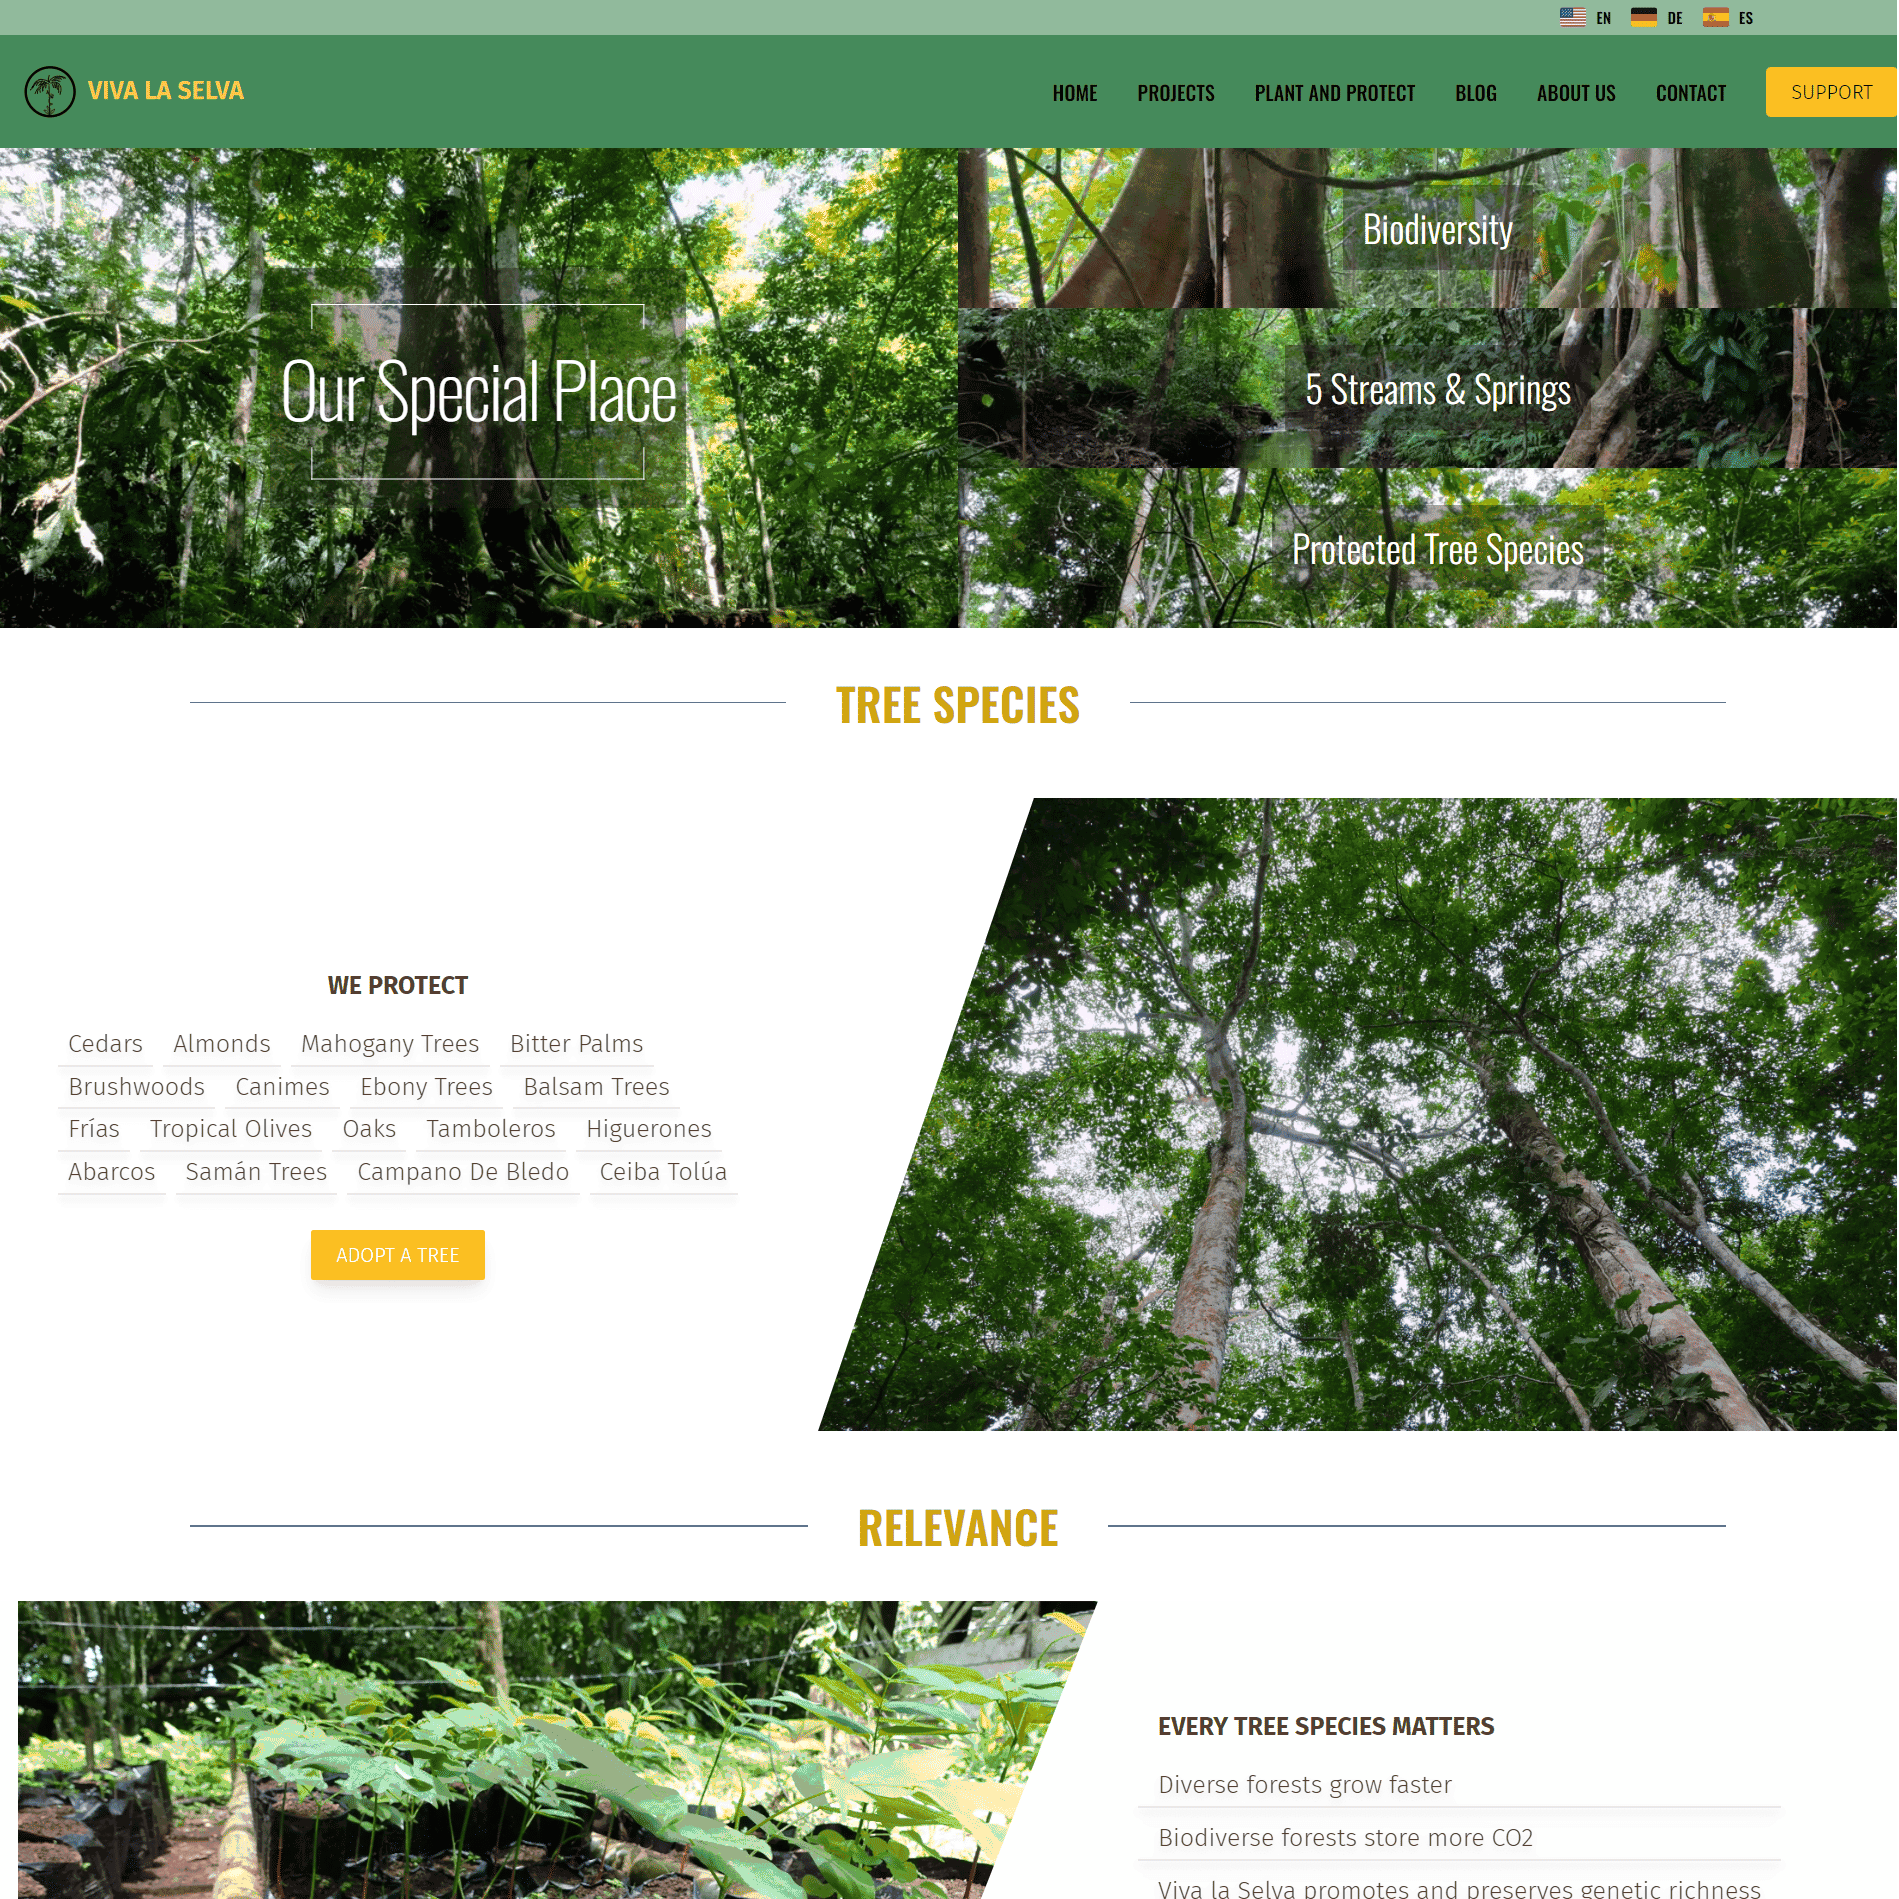 EN DE ES
VIVA LA SELVA
HOME PROJECTS PLANT AND PROTECT BLOG ABOUT US CONTACT SUPPORT
Our Special Place
Biodiversity
5 Streams & Springs
Protected Tree Species
TREE SPECIES
WE PROTECT
Cedars Almonds Mahogany Trees Bitter Palms
Brushwoods Canimes Ebony Trees Balsam Trees
Frías Tropical Olives Oaks Tamboleros Higuerones
Abarcos Samán Trees Campano De Bledo Ceiba Tolúa
ADOPT A TREE
RELEVANCE
EVERY TREE SPECIES MATTERS
Diverse forests grow faster
Biodiverse forests store more CO2
Viva la Selva promotes and preserves genetic richness